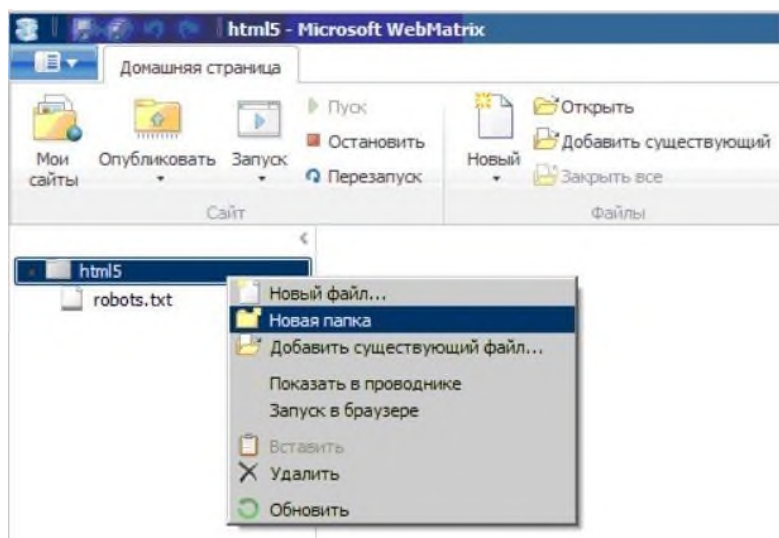 html5 - Microsoft WebMatrix
Домашняя страница
Мои сайты
Опубликовать
Запуск
Пуск
Остановить
Перезапуск
Сайт
Новый
Открыть
Добавить существующий
Закрыть все
Файлы
html5
robots.txt
Новый файл...
Новая папка
Добавить существующий файл...
Показать в проводнике
Запуск в браузере
Вставить
Удалить
Обновить